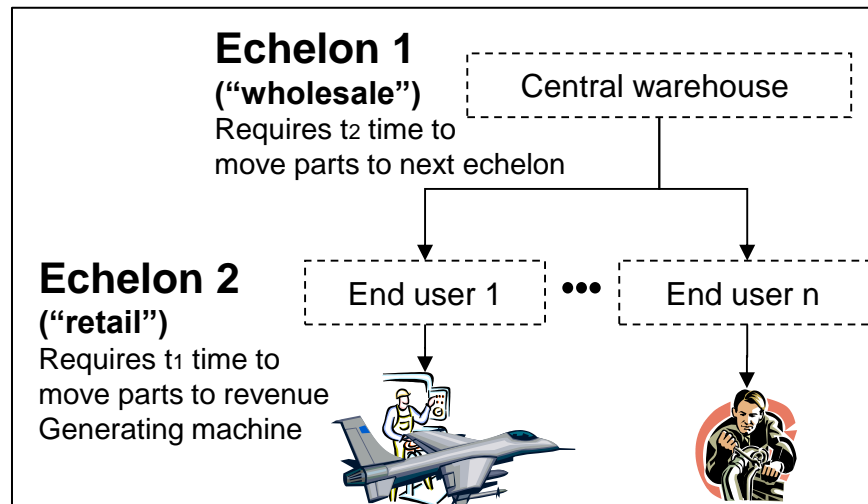 Echelon 1
(“wholesale”)
Requires t2 time to
move parts to next echelon
Central warehouse
Echelon 2
(“retail”)
Requires t1 time to
move parts to revenue
Generating machine
End user 1
•••
End user n